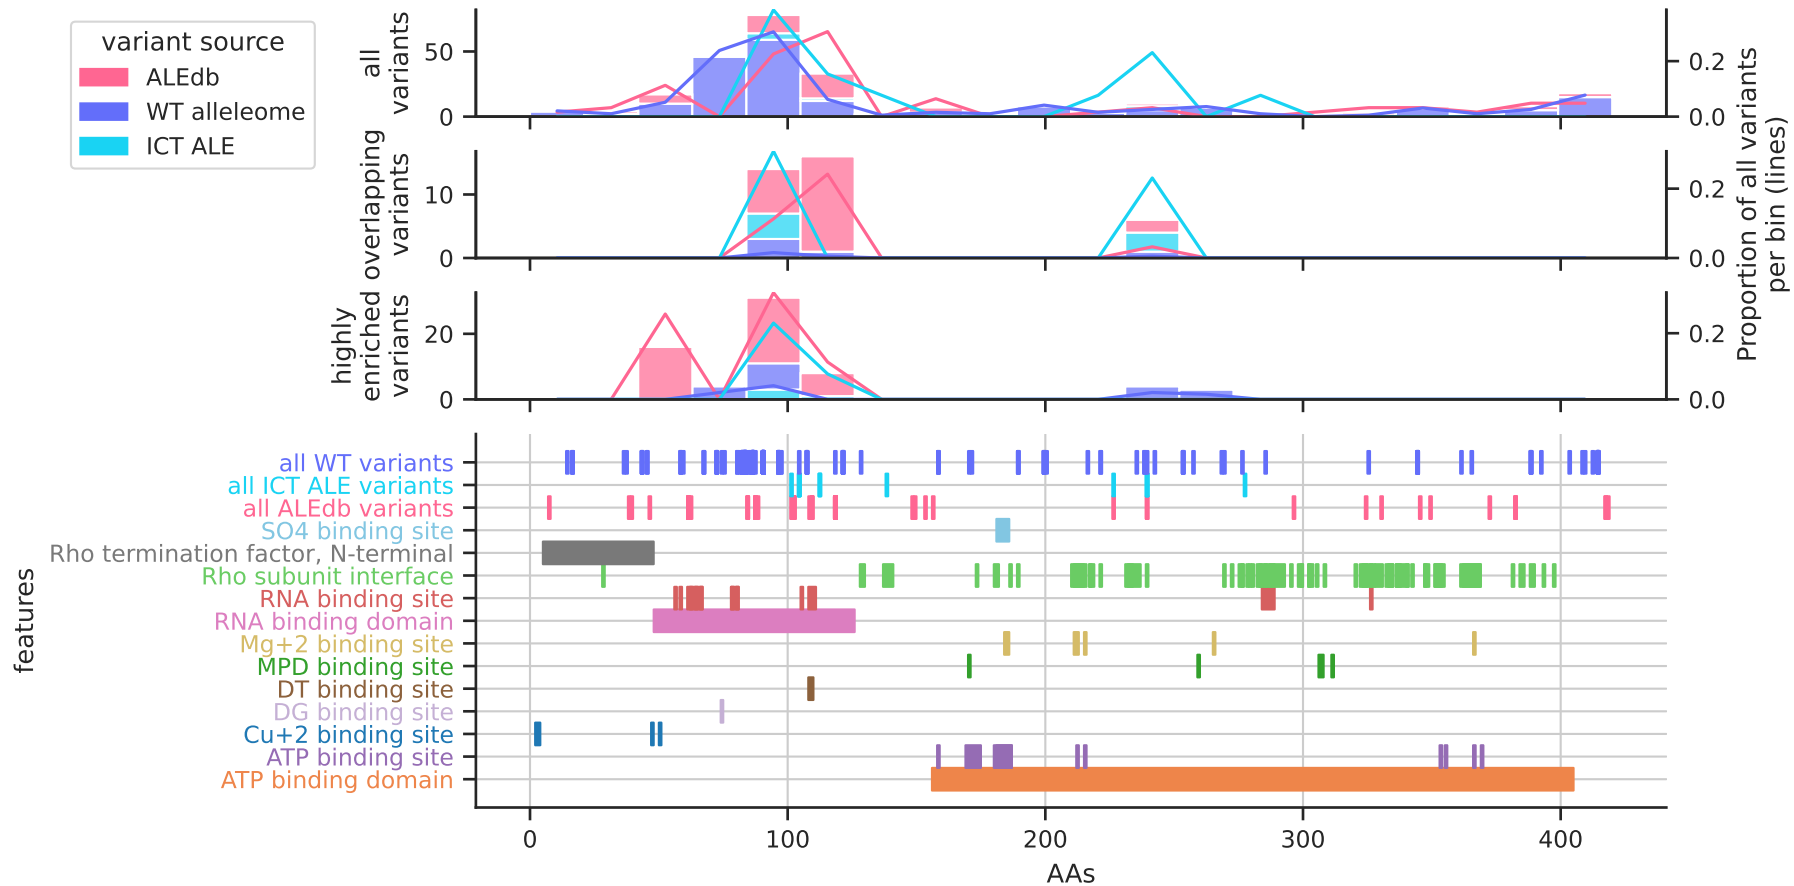 variant source
ALEdb
WT alleleome
ICT ALE
all
variants
50
0
0.2
0.0
overlapping
variants
10
0
0.2
0.0
highly
enriched
variants
20
0
0.2
0.0
Proportion of all variants
per bin (lines)
features
all WT variants
all ICT ALE variants
all ALEdb variants
SO4 binding site
Rho termination factor, N-terminal
Rho subunit interface
RNA binding site
RNA binding domain
Mg+2 binding site
MPD binding site
DT binding site
DG binding site
Cu+2 binding site
ATP binding site
ATP binding domain
0 100 200 300 400
AAs